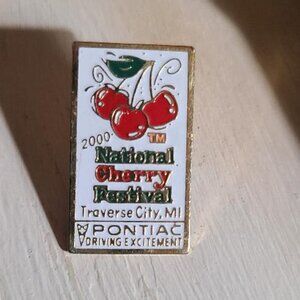 2000
TM
National
Cherry
Festival
Traverse City, MI
PONTIAC
DRIVING EXCITEMENT